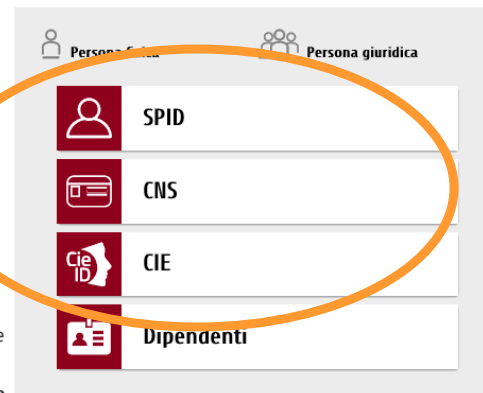 Persona fisica
Persona giuridica
SPID
CNS
Cie
ID
CIE
Dipendenti
e